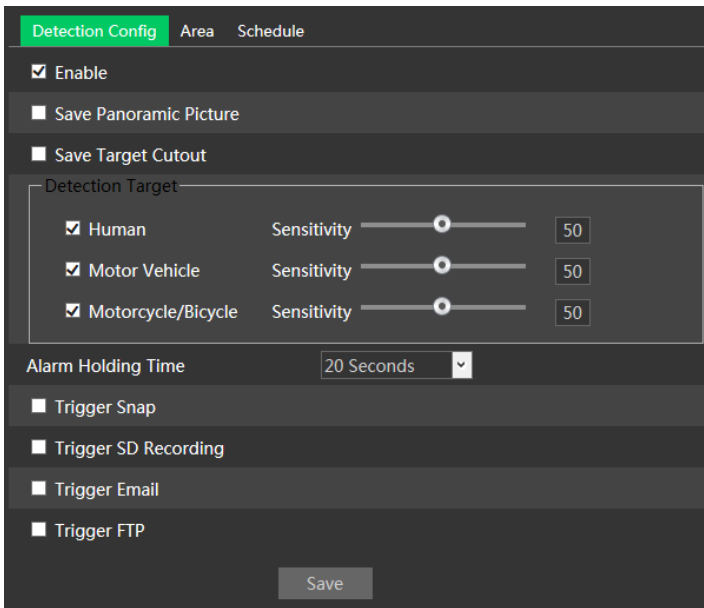 Detection Config Area Schedule
Enable
Save Panoramic Picture
Save Target Cutout
Detection Target
Human Sensitivity 50
Motor Vehicle Sensitivity 50
Motorcycle/Bicycle Sensitivity 50
Alarm Holding Time 20 Seconds
Trigger Snap
Trigger SD Recording
Trigger Email
Trigger FTP
Save